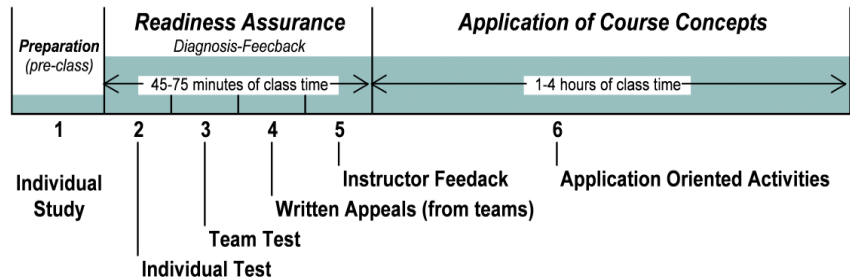 Readiness Assurance
Application of Course Concepts
Preparation
(pre-class)
Diagnosis-Feecback
45-75 minutes of class time
1-4 hours of class time
1
2
3
4
5
6
Individual
Study
Instructor Feedack
Application Oriented Activities
Written Appeals (from teams)
Team Test
Individual Test